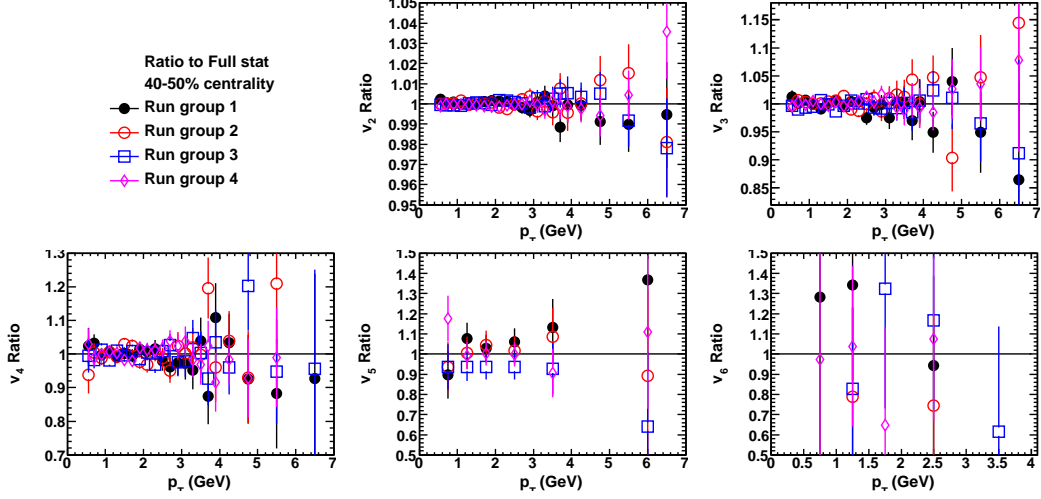 Ratio to Full stat
40-50% centrality
Run group 1
Run group 2
Run group 3
Run group 4
v2 Ratio
1.05
1.04
1.03
1.02
1.01
1
0.99
0.98
0.97
0.96
0.95
0 1 2 3 4 5 6 7
pT (GeV)
v3 Ratio
1.15
1.1
1.05
1
0.95
0.9
0.85
0 1 2 3 4 5 6 7
pT (GeV)
v4 Ratio
1.3
1.2
1.1
1
0.9
0.8
0.7
0 1 2 3 4 5 6 7
pT (GeV)
v5 Ratio
1.5
1.4
1.3
1.2
1.1
1
0.9
0.8
0.7
0.6
0.5
0 1 2 3 4 5 6 7
pT (GeV)
v6 Ratio
1.5
1.4
1.3
1.2
1.1
1
0.9
0.8
0.7
0.6
0.5
0 0.5 1 1.5 2 2.5 3 3.5 4
pT (GeV)